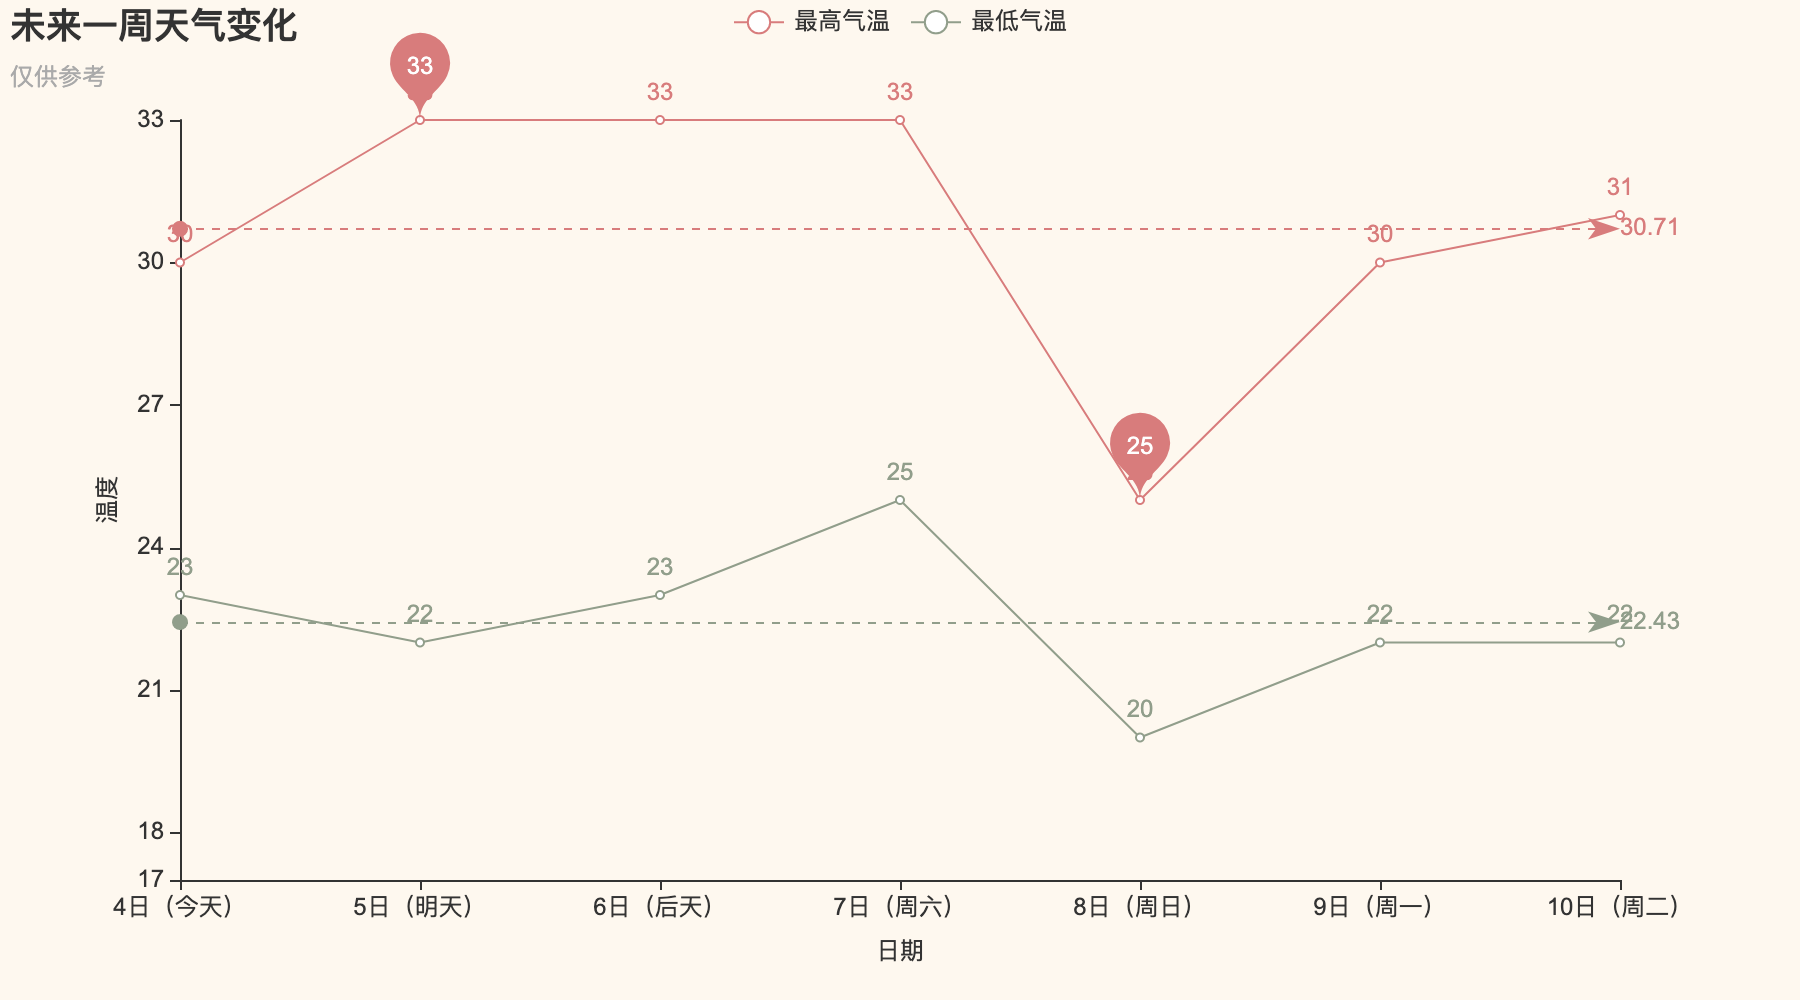 未来一周天气变化
仅供参考
最高气温 最低气温
33 33 33
31
30 30 30.71
25
25
23 22 23 22 22 22.43
20
33
30
27
24
21
18
17
温度
4日（今天） 5日（明天） 6日（后天） 7日（周六） 8日（周日） 9日（周一） 10日（周二）
日期